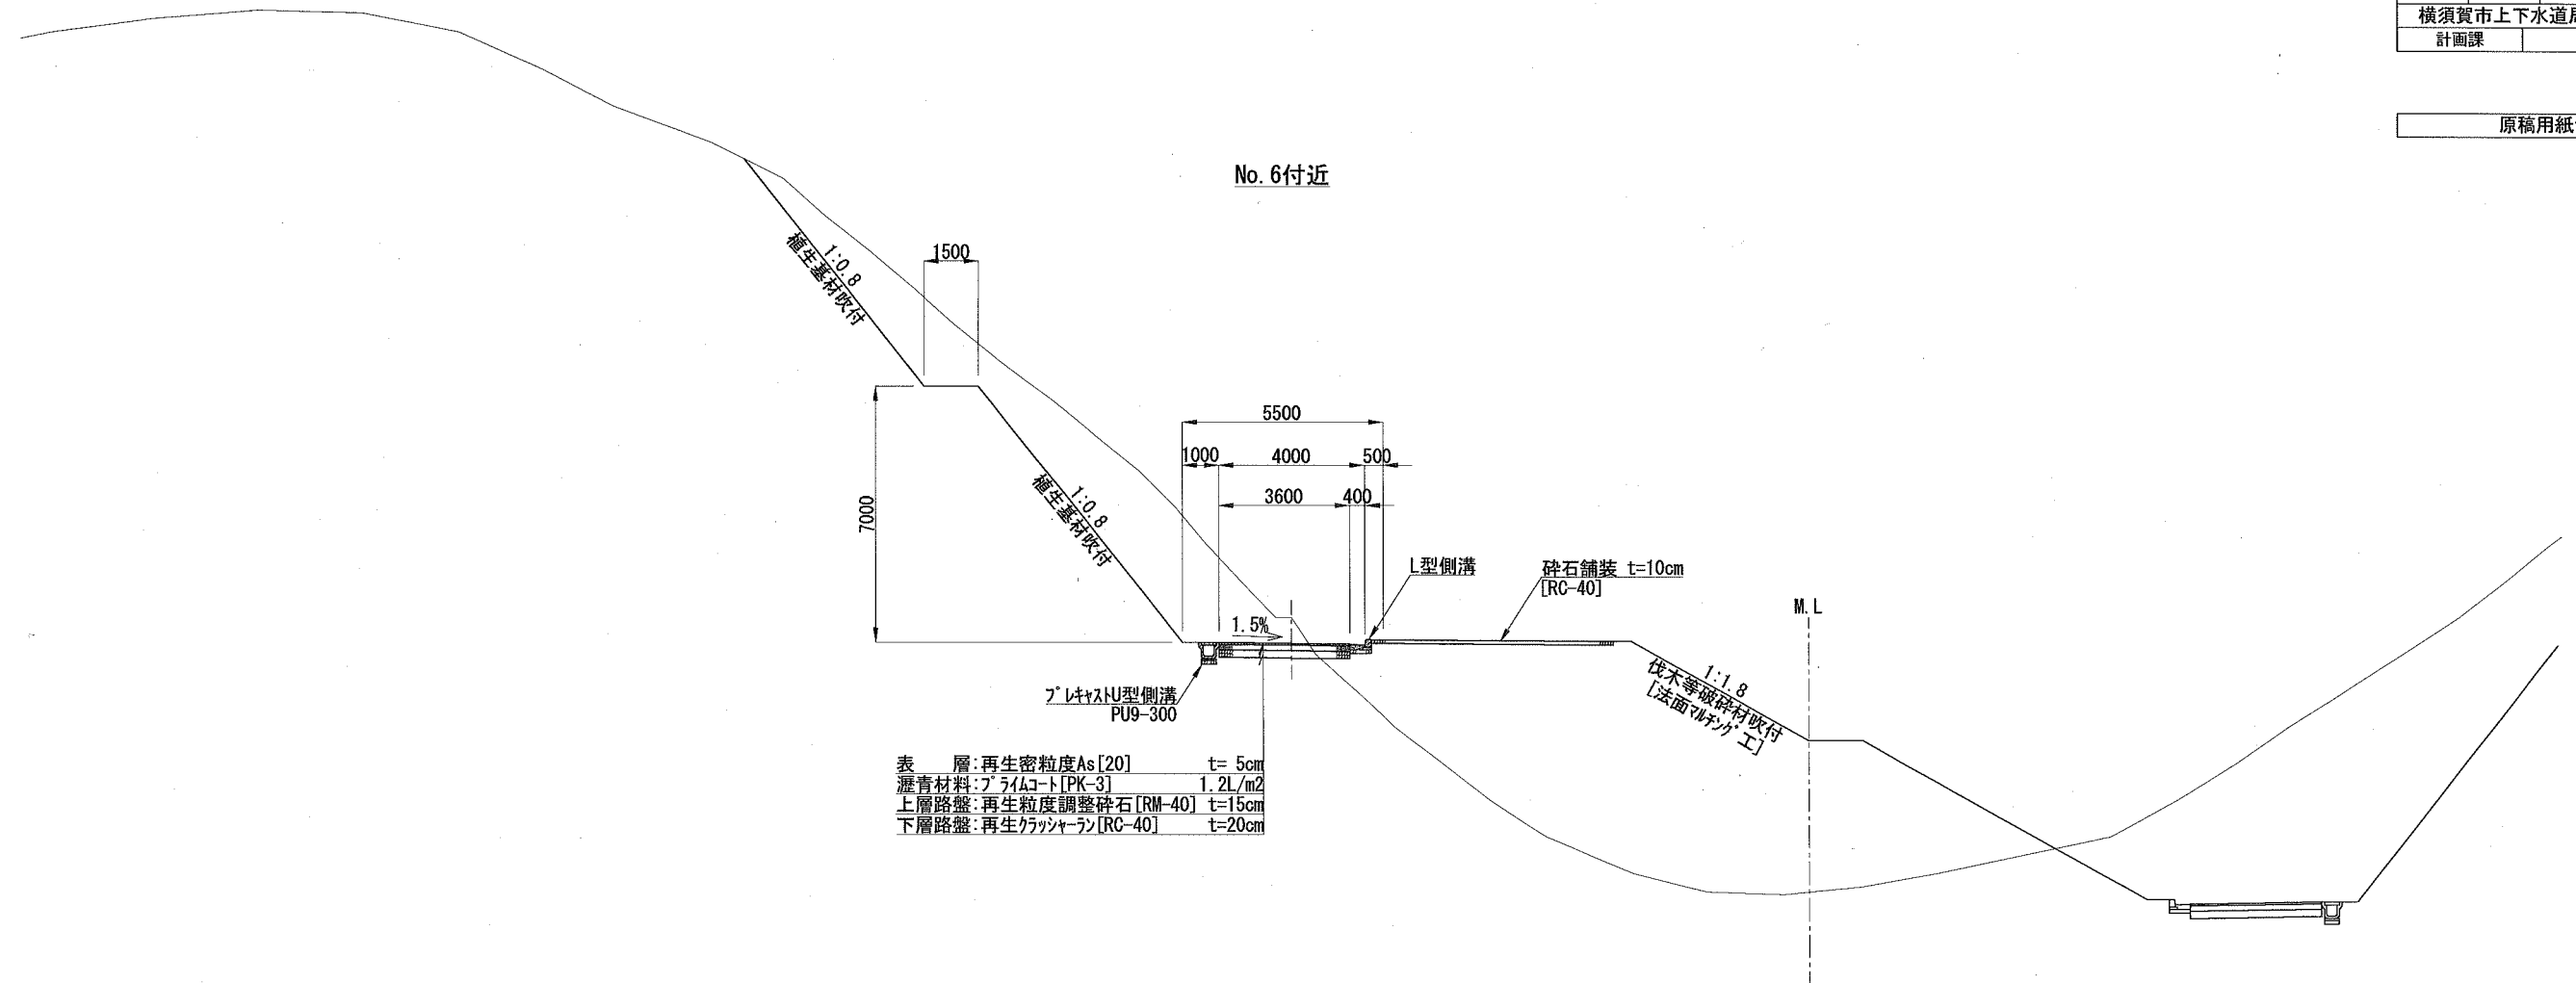 横須賀市上下水道局
計画課
原稿用紙
No.6付近
1500
1:0.8
植生基材吹付
7000
5500
1000
4000
500
3600
400
1:0.8
植生基材吹付
1.5%
L型側溝
砕石舗装 t=10cm
[RC-40]
M.L
1:1.8
伐木等破砕材吹付
[法面マルチング工]
プレキャストU型側溝
PU9-300
表　層:再生密粒度As[20] t= 5cm
瀝青材料:プライムコート[PK-3] 1.2L/m2
上層路盤:再生粒度調整砕石[RM-40] t=15cm
下層路盤:再生クラッシャーラン[RC-40] t=20cm